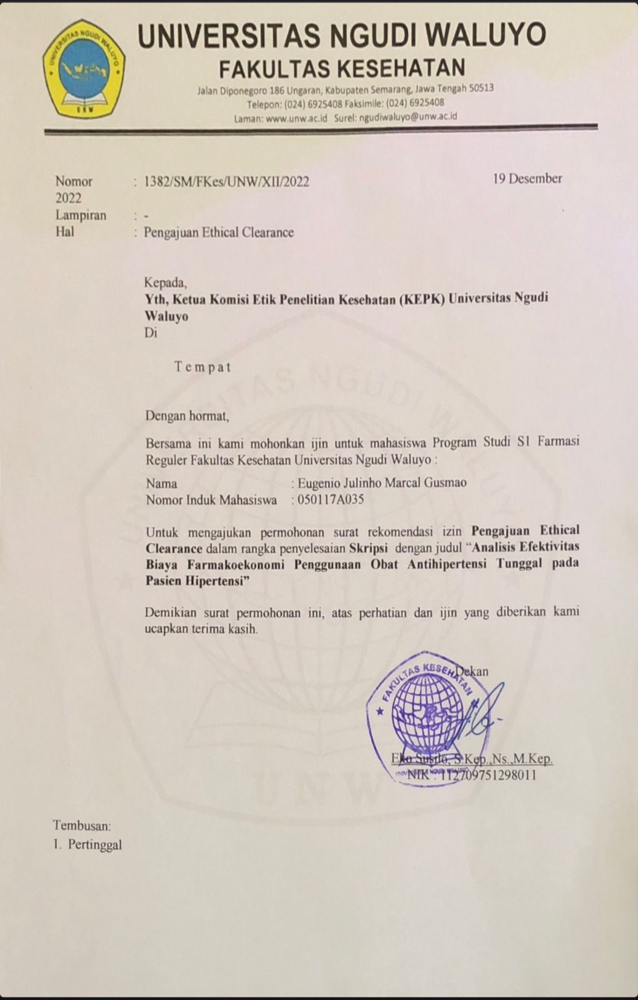 UNIVERSITAS NGUDI WALUYO
UNW
UNIVERSITAS NGUDI WALUYO
FAKULTAS KESEHATAN
Jalan Diponegoro 186 Ungaran, Kabupaten Semarang, Jawa Tengah 50513
Telepon: (024) 6925408 Faksimile: (024) 6925408
Laman: www.unw.ac.id Surel: ngudiwaluyo@unw.ac.id
Nomor : 1382/SM/FKes/UNW/XII/2022 19 Desember
2022
Lampiran : -
Hal : Pengajuan Ethical Clearance
Kepada,
Yth, Ketua Komisi Etik Penelitian Kesehatan (KEPK) Universitas Ngudi
Waluyo
Di
Tempat
Dengan hormat,
Bersama ini kami mohonkan ijin untuk mahasiswa Program Studi S1 Farmasi
Reguler Fakultas Kesehatan Universitas Ngudi Waluyo :
Nama : Eugenio Julinho Marcal Gusmao
Nomor Induk Mahasiswa : 050117A035
Untuk mengajukan permohonan surat rekomendasi izin Pengajuan Ethical
Clearance dalam rangka penyelesaian Skripsi dengan judul “Analisis Efektivitas
Biaya Farmakoekonomi Penggunaan Obat Antihipertensi Tunggal pada
Pasien Hipertensi”
Demikian surat permohonan ini, atas perhatian dan ijin yang diberikan kami
ucapkan terima kasih.
Dekan
FAKULTAS KESEHATAN
Eko Susilo, S.Kep.,Ns.,M.Kep.
UNIVERSITAS NGUDI WALUYO
NIK : 112709751298011
Tembusan:
1. Pertinggal